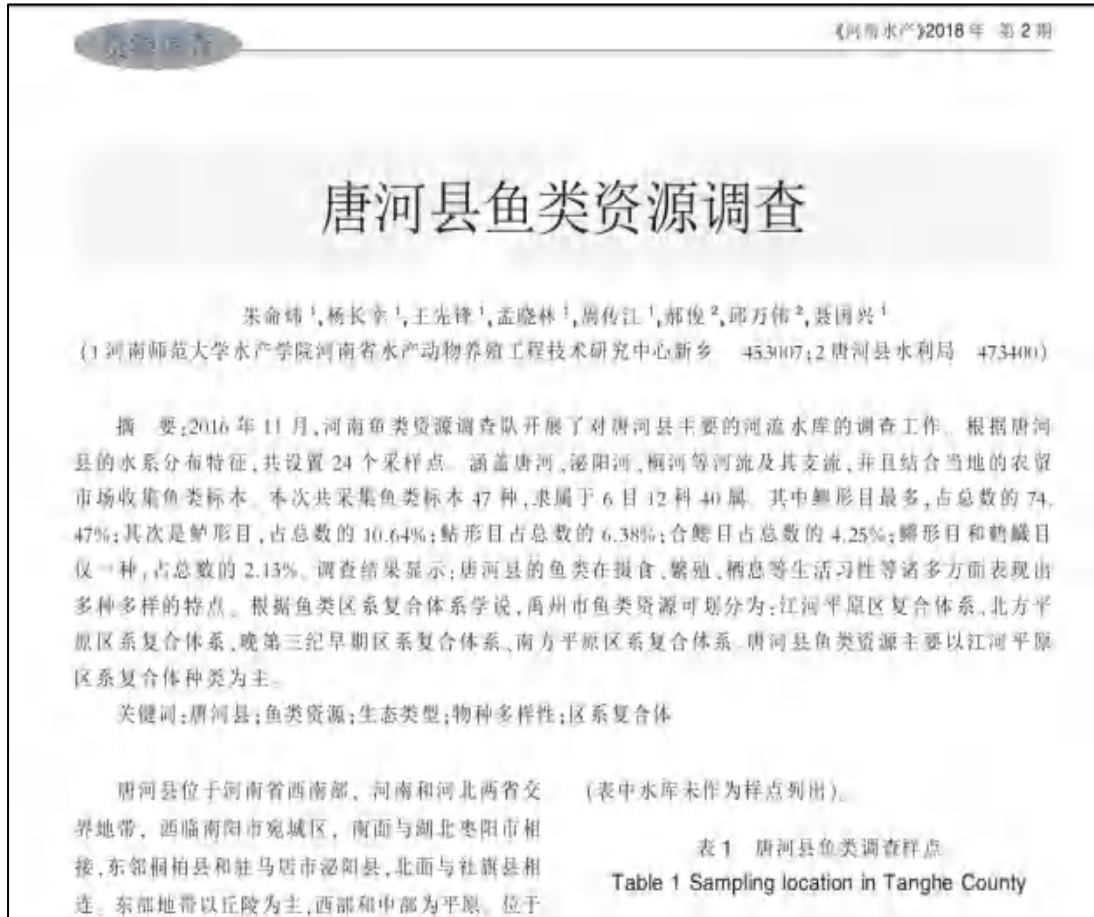 《河南水产》2018年 第2期
唐河县鱼类资源调查
朱命炜¹,杨长幸¹,王先锋¹,孟晓林¹,周传江¹,郝俊²,邱万伟²,聂国兴¹
(1河南师范大学水产学院河南省水产动物养殖工程技术研究中心新乡 453007;2唐河县水利局 473400)
摘 要:2016年11月,河南鱼类资源调查队开展了对唐河县主要的河流水库的调查工作。根据唐河
县的水系分布特征,共设置24个采样点。涵盖唐河、泌阳河、桐河等河流及其支流,并且结合当地的农贸
市场收集鱼类标本。本次共采集鱼类标本47种,隶属于6目12科40属。其中鲤形目最多,占总数的74.
47%;其次是鲈形目,占总数的10.64%;鲇形目占总数的6.38%;合鳃目占总数的4.25%;鳉形目和鹤鱵目
仅一种,占总数的2.13%。调查结果显示:唐河县的鱼类在摄食、繁殖、栖息等生活习性等诸多方面表现出
多种多样的特点。根据鱼类区系复合体系学说,禹州市鱼类资源可划分为:江河平原区复合体系、北方平
原区系复合体系、晚第三纪早期区系复合体系、南方平原区系复合体系。唐河县鱼类资源主要以江河平原
区系复合体种类为主。
关键词:唐河县;鱼类资源;生态类型;物种多样性;区系复合体
唐河县位于河南省西南部，河南和河北两省交
界地带，西临南阳市宛城区，南面与湖北枣阳市相
接,东邻桐柏县和驻马店市泌阳县,北面与社旗县相
连。东部地带以丘陵为主,西部和中部为平原。位于
(表中水库未作为样点列出)。
表1 唐河县鱼类调查样点
Table 1 Sampling location in Tanghe County